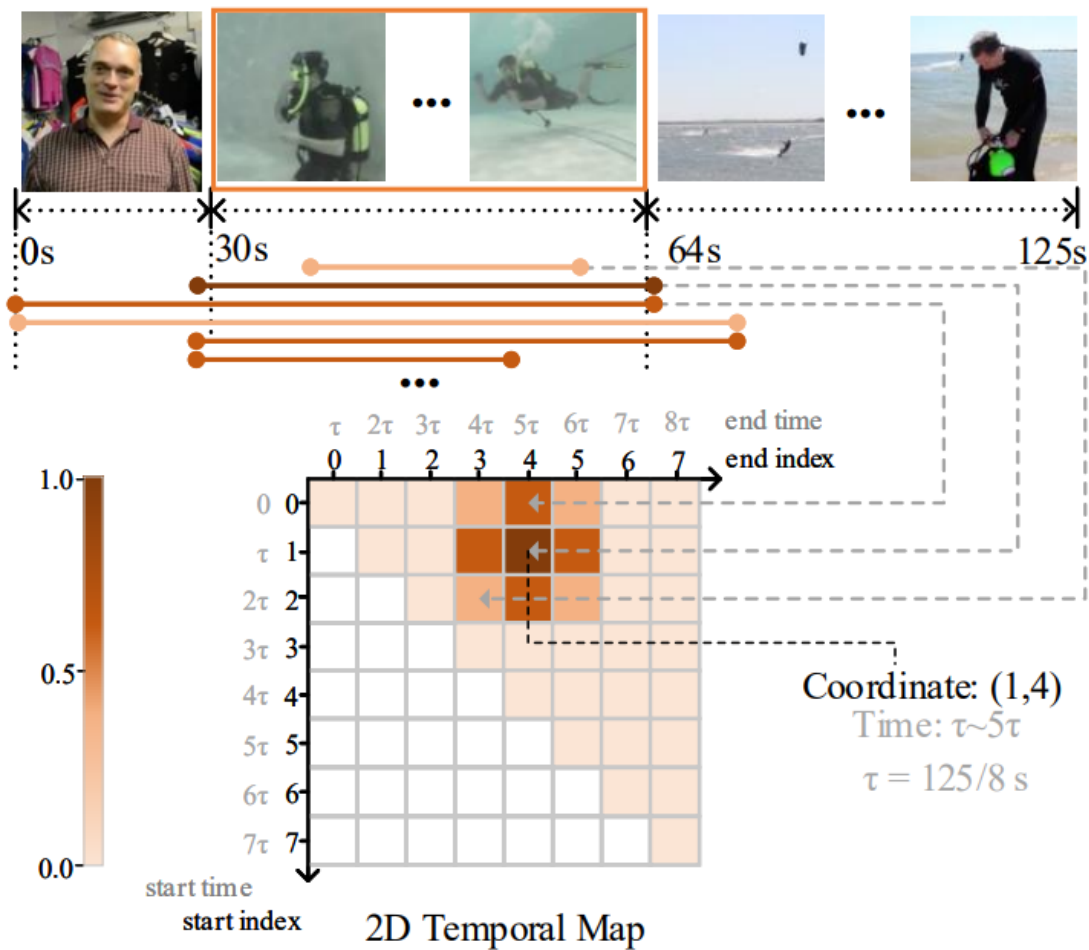 0s 30s 64s 125s
τ 2τ 3τ 4τ 5τ 6τ 7τ 8τ end time
0 1 2 3 4 5 6 7 end index
1.0
0.5
0.0
0 0
τ 1
2τ 2
3τ 3
4τ 4
5τ 5
6τ 6
7τ 7
Coordinate: (1,4)
Time: τ~5τ
τ = 125/8 s
start time
start index
2D Temporal Map